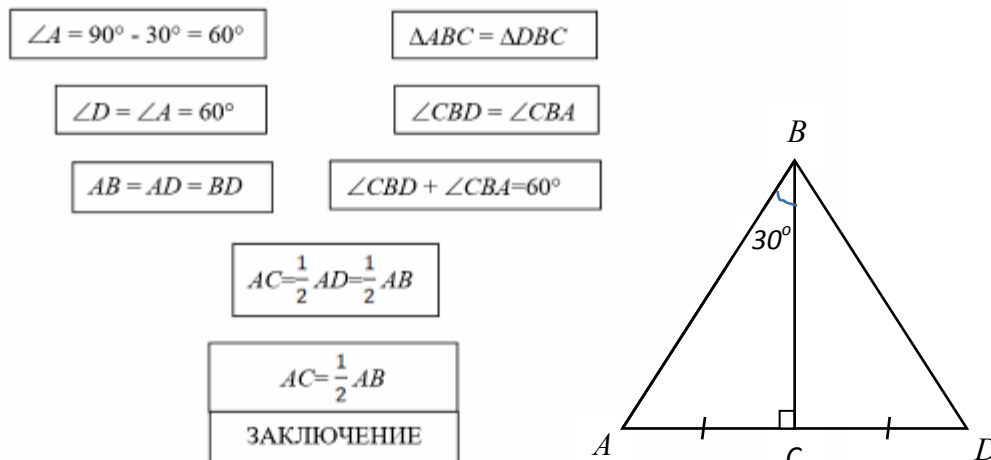 ∠A = 90° - 30° = 60°
ΔABC = ΔDBC
∠D = ∠A = 60°
∠CBD = ∠CBA
AB = AD = BD
∠CBD + ∠CBA=60°
AC=1/2 AD=1/2 AB
AC=1/2 AB
ЗАКЛЮЧЕНИЕ
B
30°
A
C
D